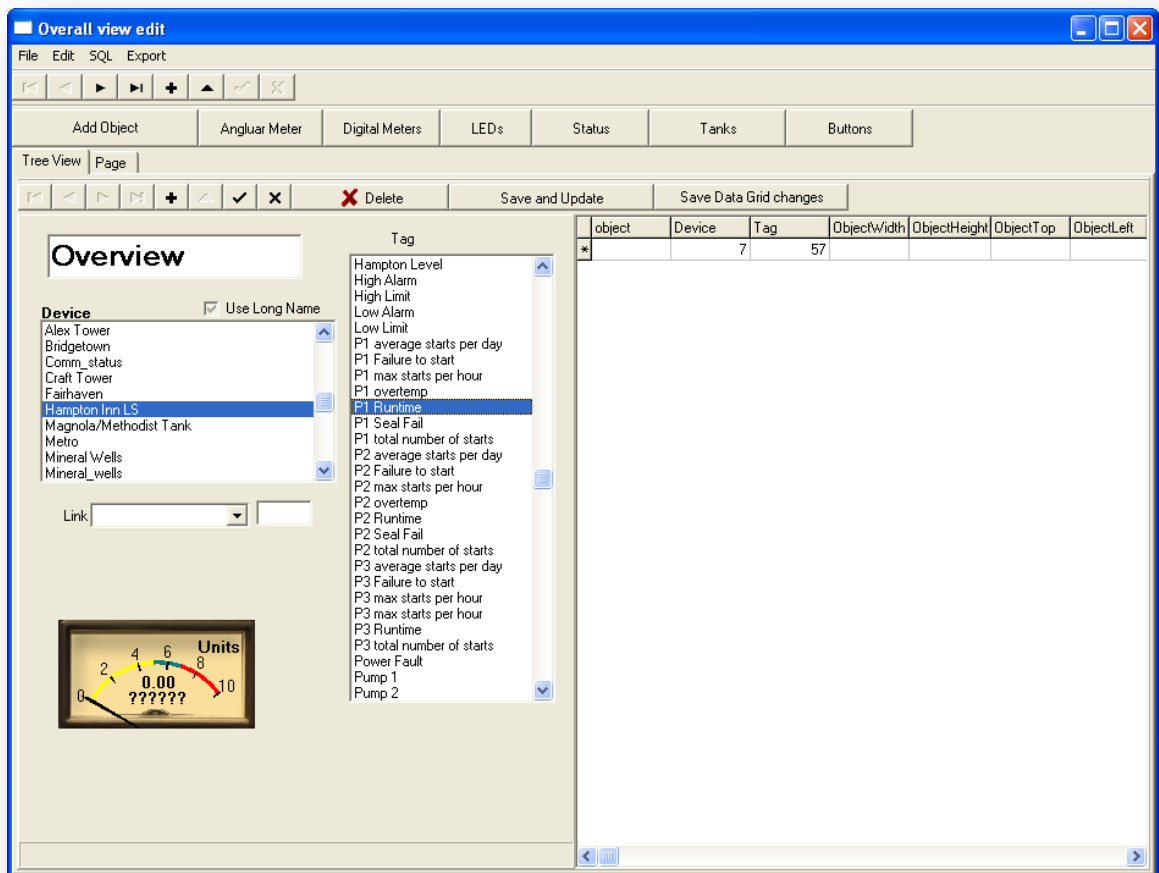 Overall view edit
File Edit SQL Export
Add Object Angluar Meter Digital Meters LEDs Status Tanks Buttons
Tree View Page
Delete Save and Update Save Data Grid changes
Overview
Device Use Long Name
Alex Tower
Bridgetown
Comm_status
Craft Tower
Fairhaven
Hampton Inn LS
Magnola/Methodist Tank
Metro
Mineral Wells
Mineral_wells
Link
Units
0 2 4 6 8 10
0.00
??????
Tag
Hampton Level
High Alarm
High Limit
Low Alarm
Low Limit
P1 average starts per day
P1 Failure to start
P1 max starts per hour
P1 overtemp
P1 Runtime
P1 Seal Fail
P1 total number of starts
P2 average starts per day
P2 Failure to start
P2 max starts per hour
P2 overtemp
P2 Runtime
P2 Seal Fail
P2 total number of starts
P3 average starts per day
P3 Failure to start
P3 max starts per hour
P3 max starts per hour
P3 Runtime
P3 total number of starts
Power Fault
Pump 1
Pump 2
object Device Tag ObjectWidth ObjectHeight ObjectTop ObjectLeft
* 7 57